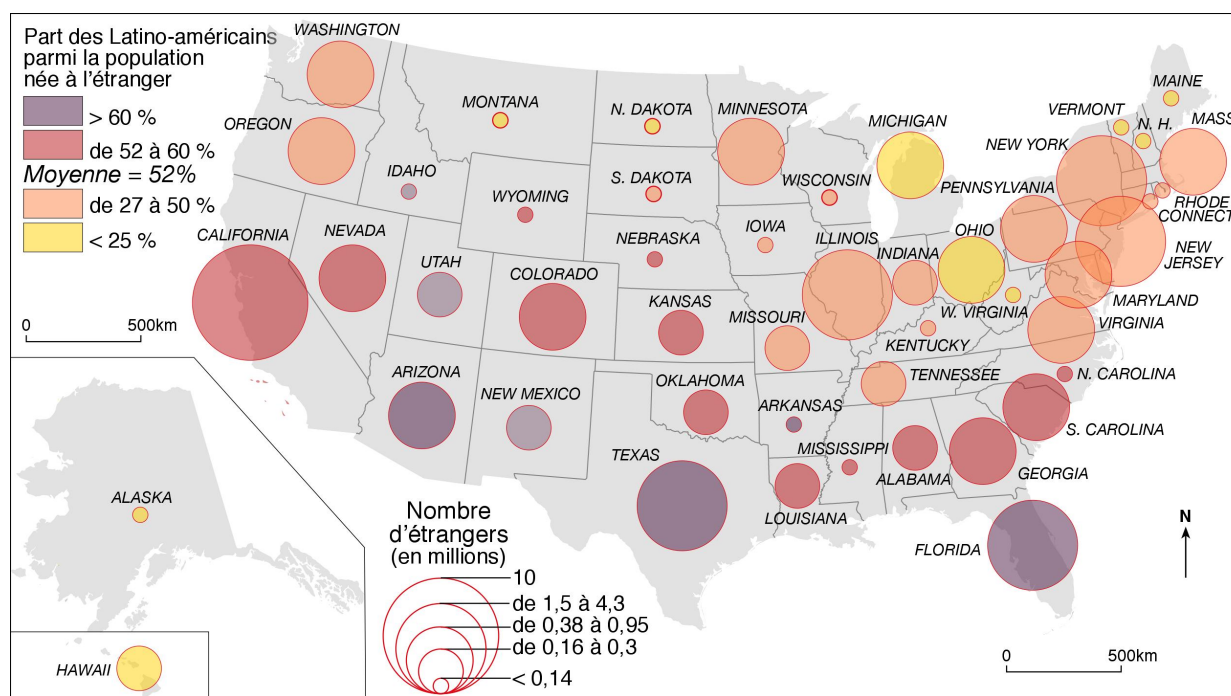 Part des Latino-américains
parmi la population
née à l'étranger
> 60 %
de 52 à 60 %
Moyenne = 52%
de 27 à 50 %
< 25 %
0 500km
WASHINGTON
OREGON
MONTANA
IDAHO
WYOMING
N. DAKOTA
S. DAKOTA
NEBRASKA
MINNESOTA
WISCONSIN
MICHIGAN
IOWA
ILLINOIS
INDIANA
OHIO
PENNSYLVANIA
NEW YORK
VERMONT
N. H.
MAINE
MASS
RHODE
CONNECT
NEW
JERSEY
MARYLAND
VIRGINIA
W. VIRGINIA
KENTUCKY
TENNESSEE
N. CAROLINA
S. CAROLINA
GEORGIA
ALABAMA
MISSISSIPPI
LOUISIANA
ARKANSAS
MISSOURI
KANSAS
OKLAHOMA
TEXAS
NEW MEXICO
COLORADO
UTAH
ARIZONA
NEVADA
CALIFORNIA
FLORIDA
ALASKA
HAWAII
Nombre
d'étrangers
(en millions)
10
de 1,5 à 4,3
de 0,38 à 0,95
de 0,16 à 0,3
< 0,14
N
0 500km